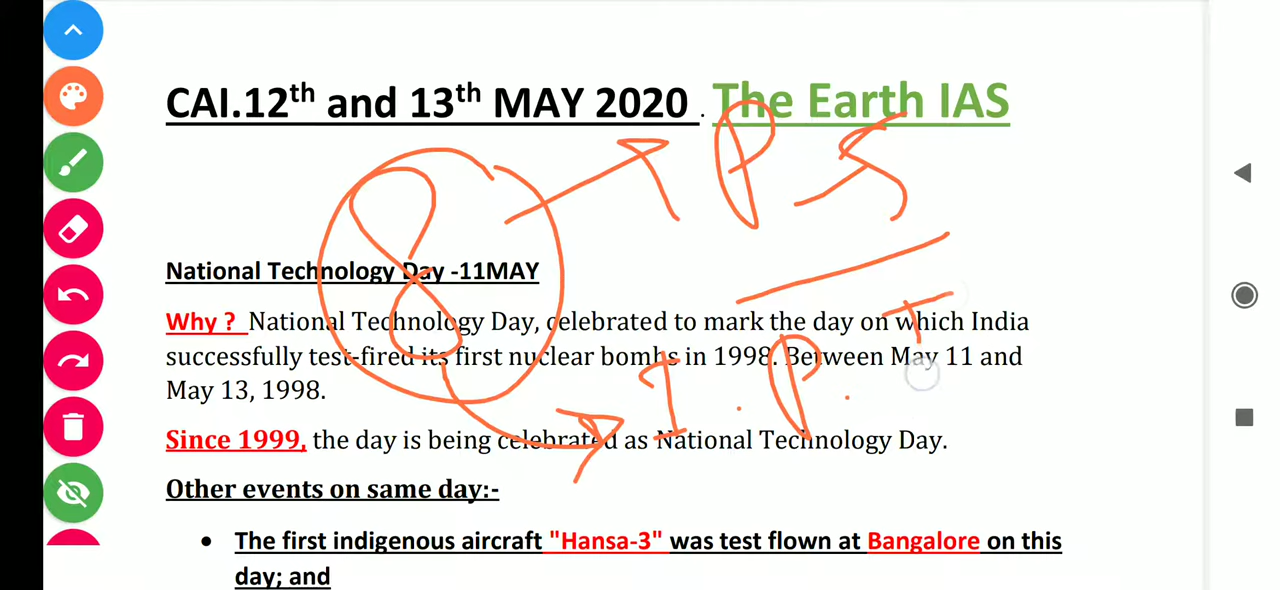 CAI.12th and 13th MAY 2020 . The Earth IAS
8 P 5
National Technology Day -11MAY
Why ? National Technology Day, celebrated to mark the day on which India
successfully test-fired its first nuclear bombs in 1998. Between May 11 and
May 13, 1998.
I . P . T
Since 1999, the day is being celebrated as National Technology Day.
Other events on same day:-
• The first indigenous aircraft "Hansa-3" was test flown at Bangalore on this
day; and